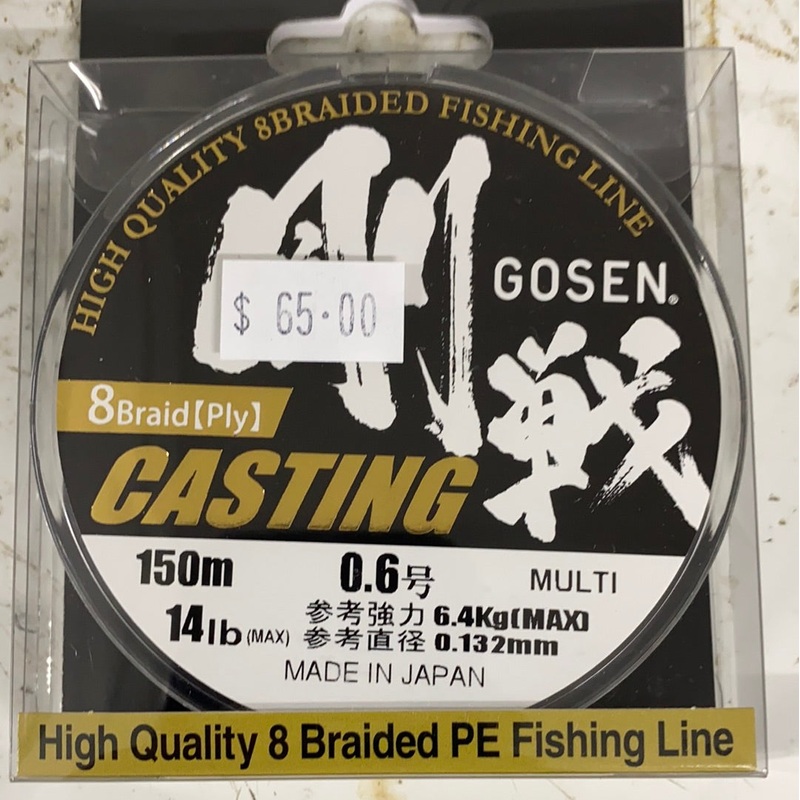 HIGH QUALITY 8BRAIDED FISHING LINE
剛戦
GOSEN®
$ 65.00
8Braid【Ply】
CASTING
150m 0.6号 MULTI
14lb(MAX) 参考強力 6.4Kg(MAX)
参考直径 0.132mm
MADE IN JAPAN
High Quality 8 Braided PE Fishing Line